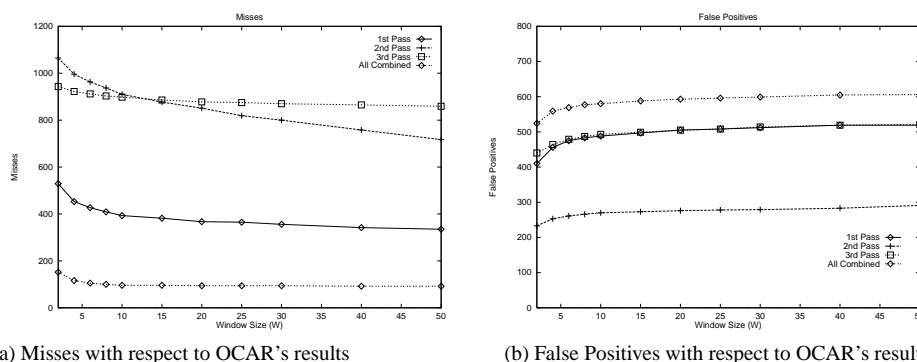 Misses
1200
1000
800
600
400
200
0
Misses
5 10 15 20 25 30 35 40 45 50
Window Size (W)
1st Pass
2nd Pass
3rd Pass
All Combined
(a) Misses with respect to OCAR's results
False Positives
800
700
600
500
400
300
200
100
0
False Positives
5 10 15 20 25 30 35 40 45 50
Window Size (W)
1st Pass
2nd Pass
3rd Pass
All Combined
(b) False Positives with respect to OCAR's results